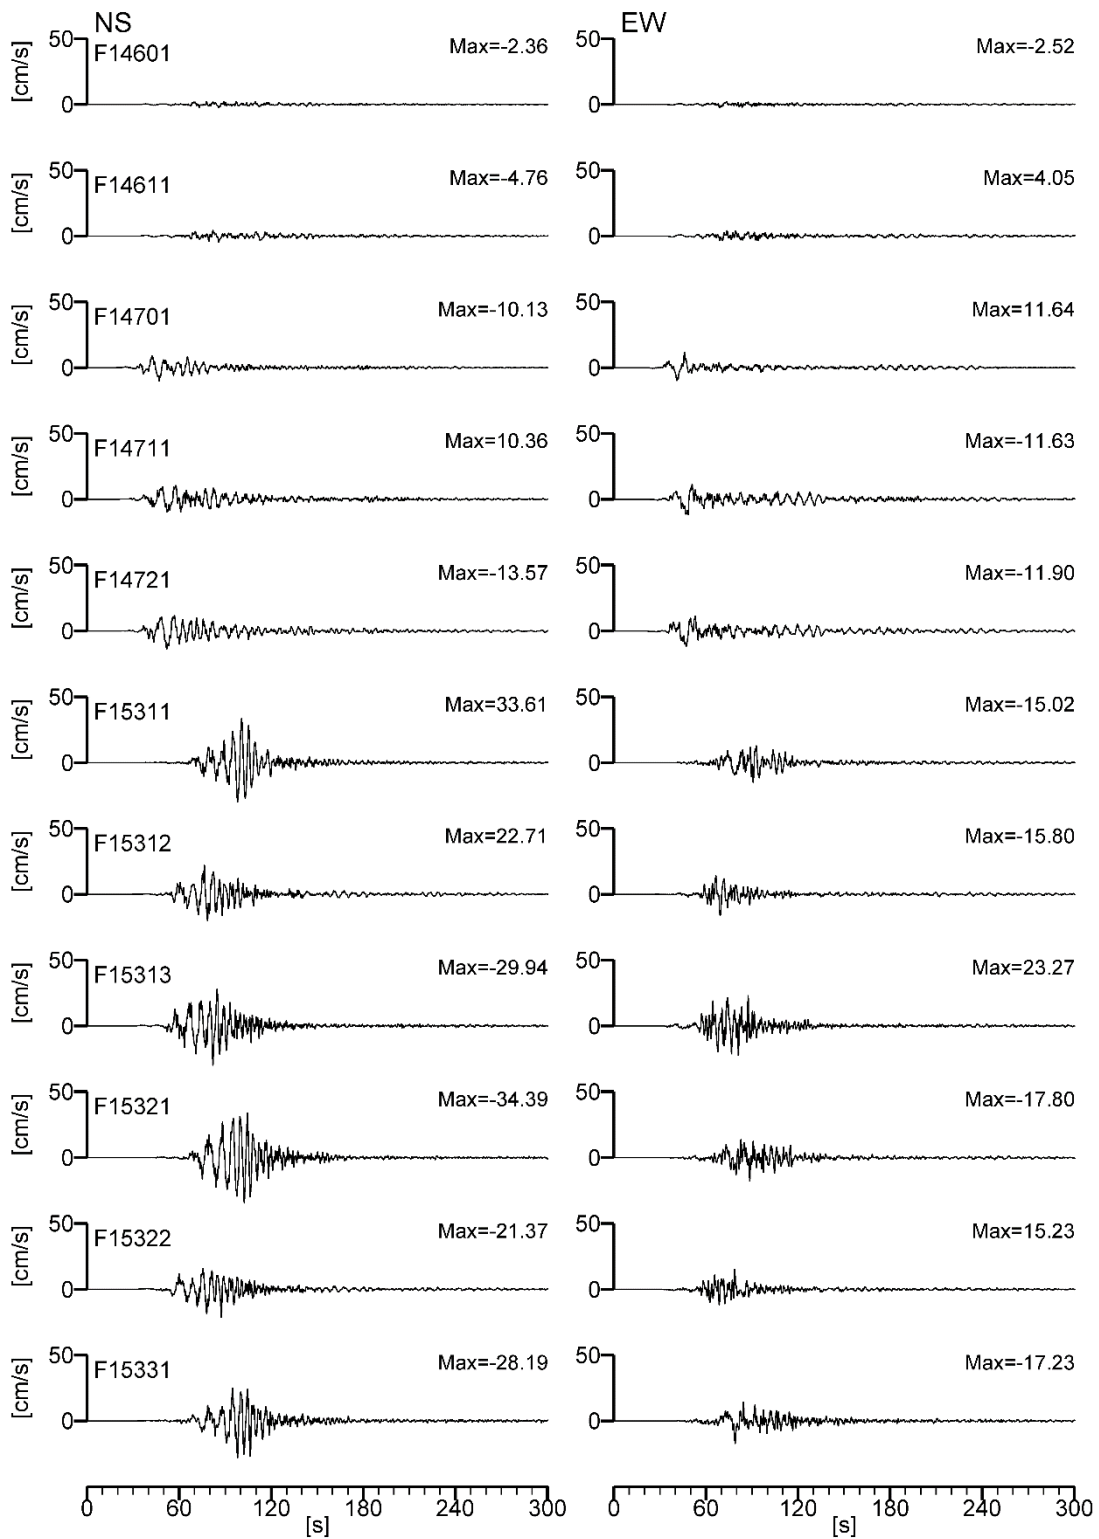 NS EW
50 F14601 Max=-2.36 50 Max=-2.52
[cm/s]
0 0
50 F14611 Max=-4.76 50 Max=4.05
[cm/s]
0 0
50 F14701 Max=-10.13 50 Max=11.64
[cm/s]
0 0
50 F14711 Max=10.36 50 Max=-11.63
[cm/s]
0 0
50 F14721 Max=-13.57 50 Max=-11.90
[cm/s]
0 0
50 F15311 Max=33.61 50 Max=-15.02
[cm/s]
0 0
50 F15312 Max=22.71 50 Max=-15.80
[cm/s]
0 0
50 F15313 Max=-29.94 50 Max=23.27
[cm/s]
0 0
50 F15321 Max=-34.39 50 Max=-17.80
[cm/s]
0 0
50 F15322 Max=-21.37 50 Max=15.23
[cm/s]
0 0
50 F15331 Max=-28.19 50 Max=-17.23
[cm/s]
0 0
0 60 120 180 240 300 0 60 120 180 240 300
[s] [s]